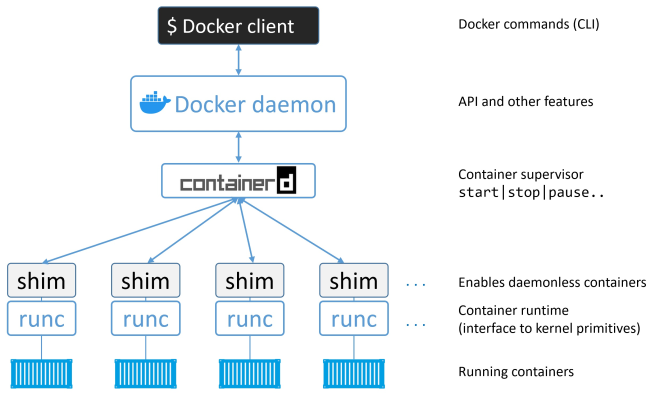 $ Docker client
Docker commands (CLI)
Docker daemon
API and other features
containerd
Container supervisor
start|stop|pause..
shim shim shim shim ...
Enables daemonless containers
runc runc runc runc ...
Container runtime
(interface to kernel primitives)
Running containers